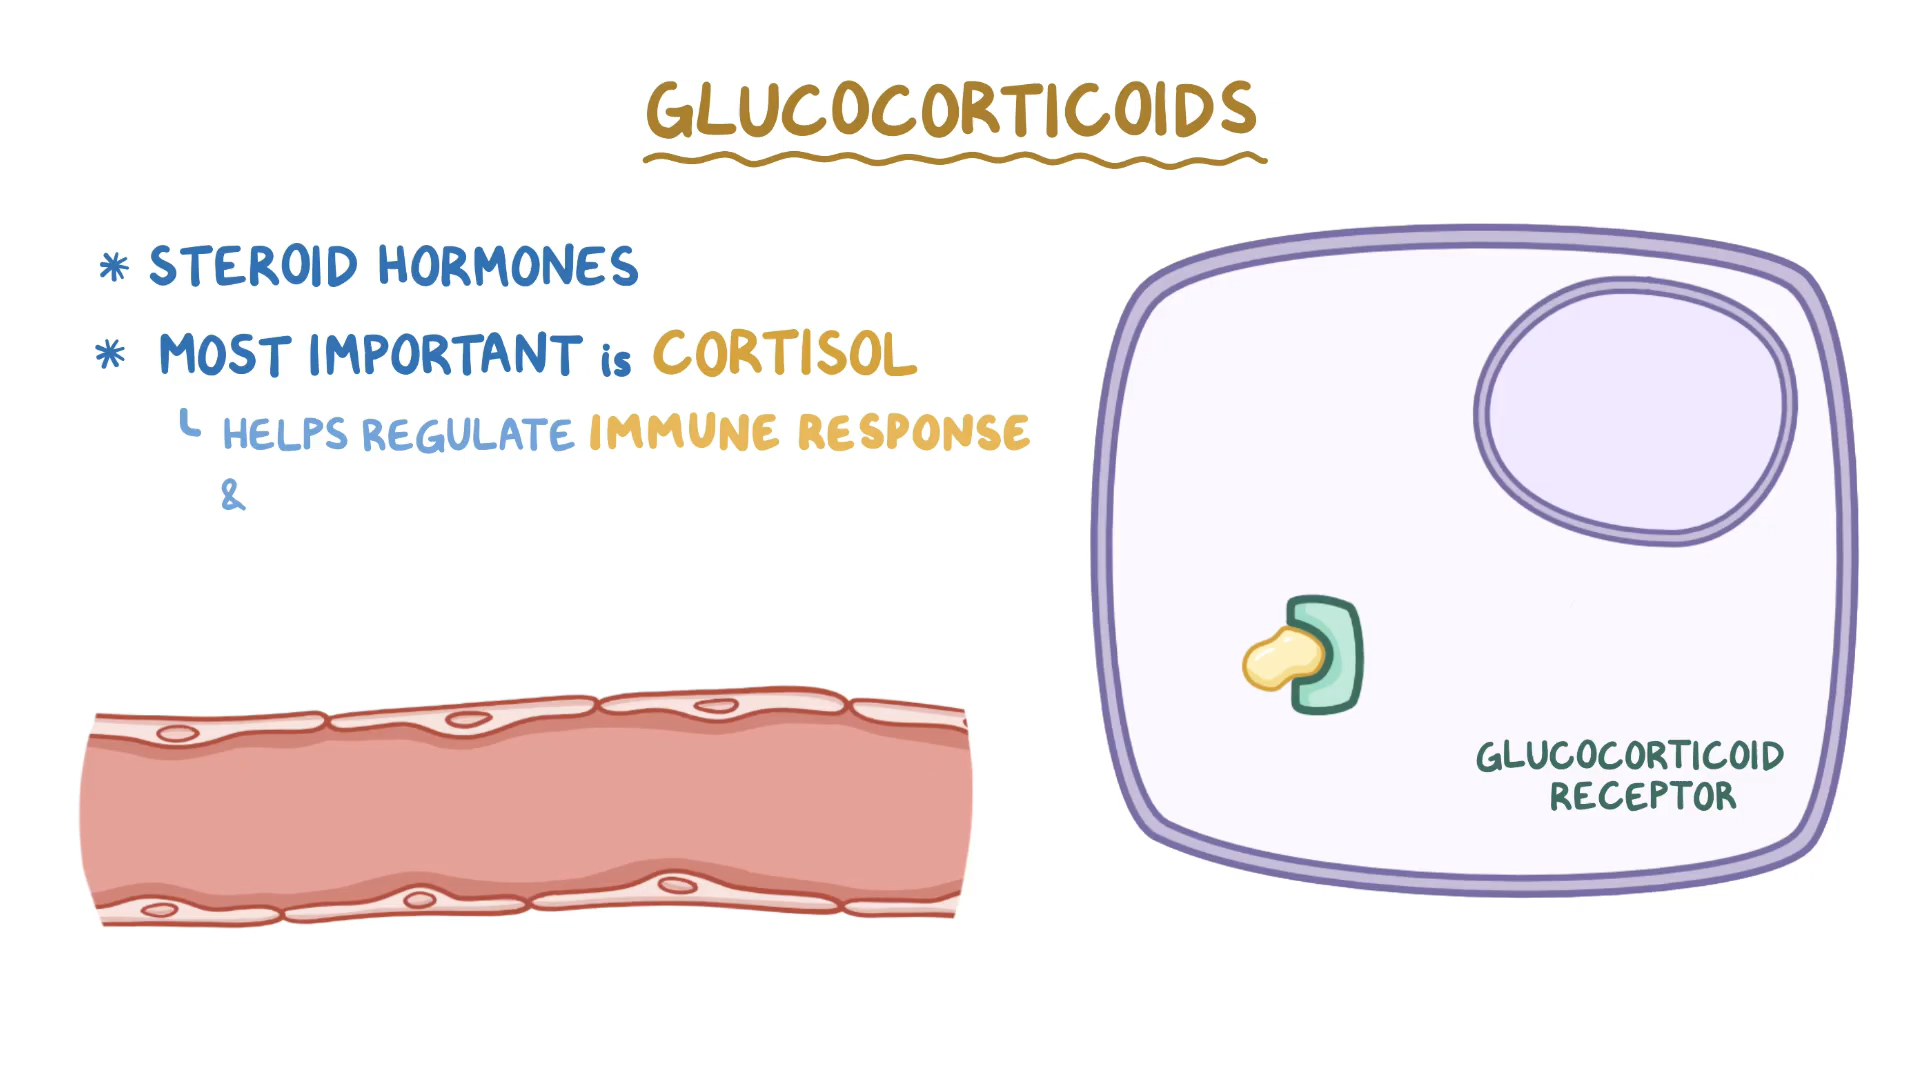 GLUCOCORTICOIDS
* STEROID HORMONES
* MOST IMPORTANT is CORTISOL
HELPS REGULATE IMMUNE RESPONSE
&
GLUCOCORTICOID
RECEPTOR